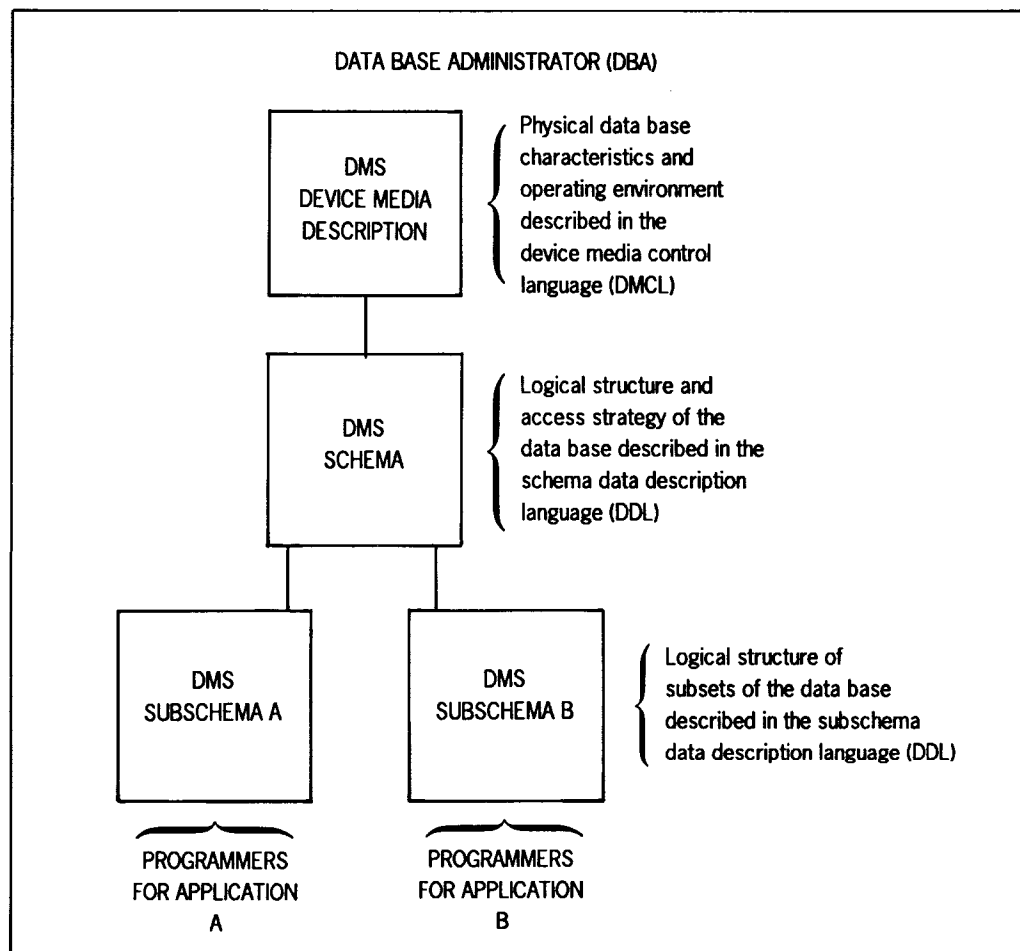 DATA BASE ADMINISTRATOR (DBA)
DMS
DEVICE MEDIA
DESCRIPTION
Physical data base
characteristics and
operating environment
described in the
device media control
language (DMCL)
DMS
SCHEMA
Logical structure and
access strategy of the
data base described in the
schema data description
language (DDL)
DMS
SUBSCHEMA A
DMS
SUBSCHEMA B
Logical structure of
subsets of the data base
described in the subschema
data description language (DDL)
PROGRAMMERS
FOR APPLICATION
A
PROGRAMMERS
FOR APPLICATION
B